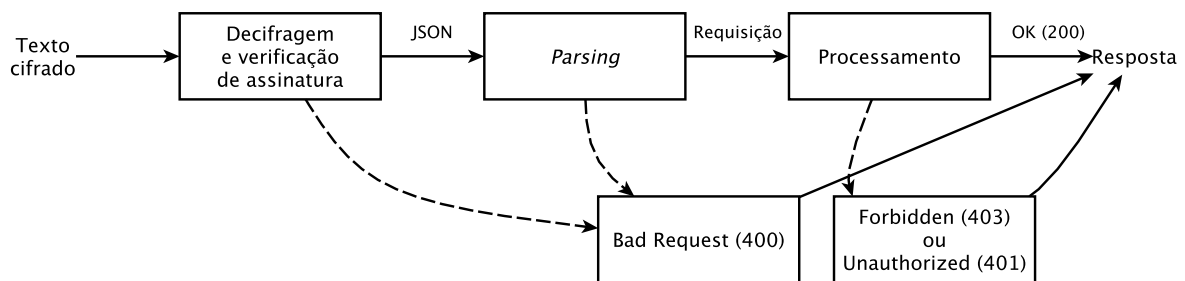 Texto
cifrado
Decifragem
e verificação
de assinatura
JSON
Parsing
Requisição
Processamento
OK (200)
Resposta
Bad Request (400)
Forbidden (403)
ou
Unauthorized (401)